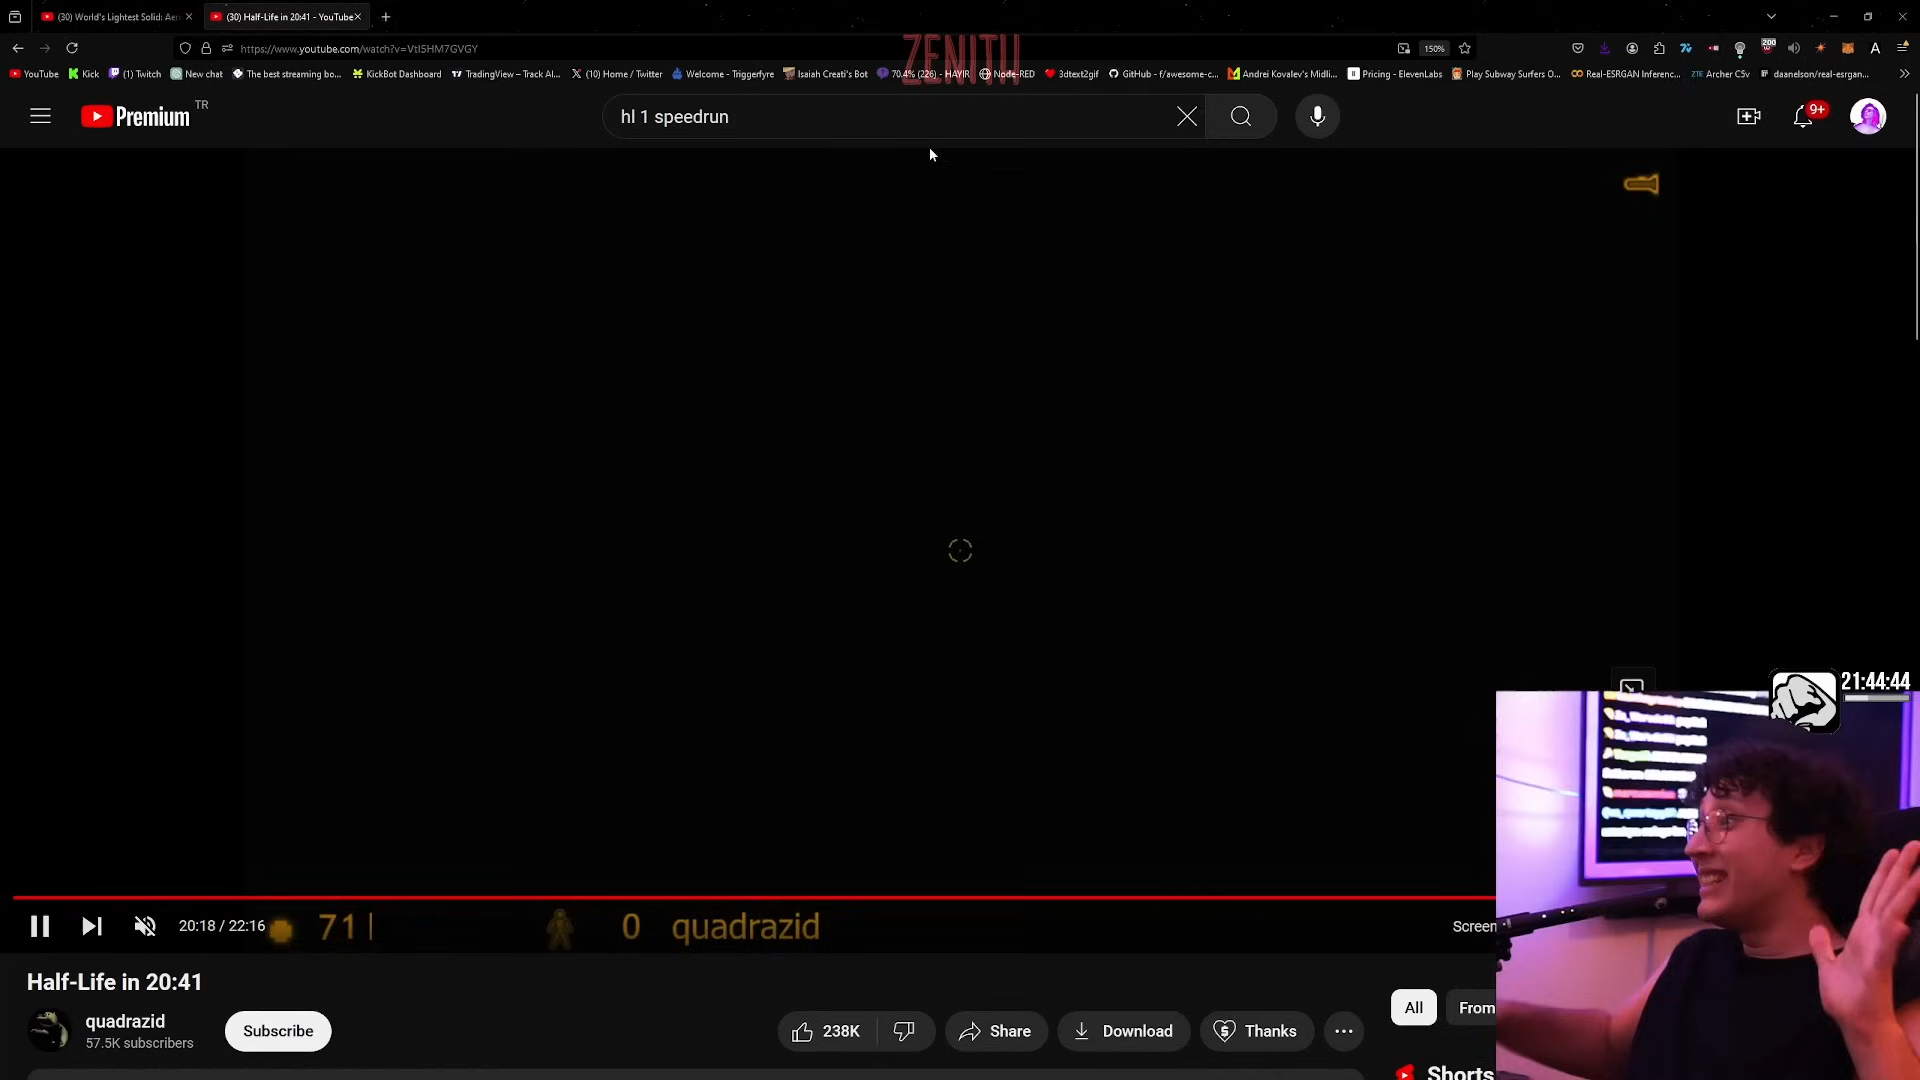 (30) World's Lightest Solid: Aer
(30) Half-Life in 20:41 - YouTube
https://www.youtube.com/watch?v=VtI5HM7GVGY
150%
200
ZENITH
YouTube
Kick
(1) Twitch
New chat
The best streaming bo...
KickBot Dashboard
TradingView – Track Al...
(10) Home / Twitter
Welcome - Triggerfyre
Isaiah Creati's Bot
70.4% (226) - HAYIR
Node-RED
3dtext2gif
GitHub - f/awesome-c...
Andrei Kovalev's Midli...
Pricing - ElevenLabs
Play Subway Surfers O...
Real-ESRGAN Inferenc...
ZTE Archer C5v
daanelson/real-esrgan...
Premium TR
hl 1 speedrun
9+
21:44:44
20:18 / 22:16
71
0 quadrazid
Screen
Half-Life in 20:41
quadrazid
57.5K subscribers
Subscribe
238K
Share
Download
Thanks
All
From
Shorts